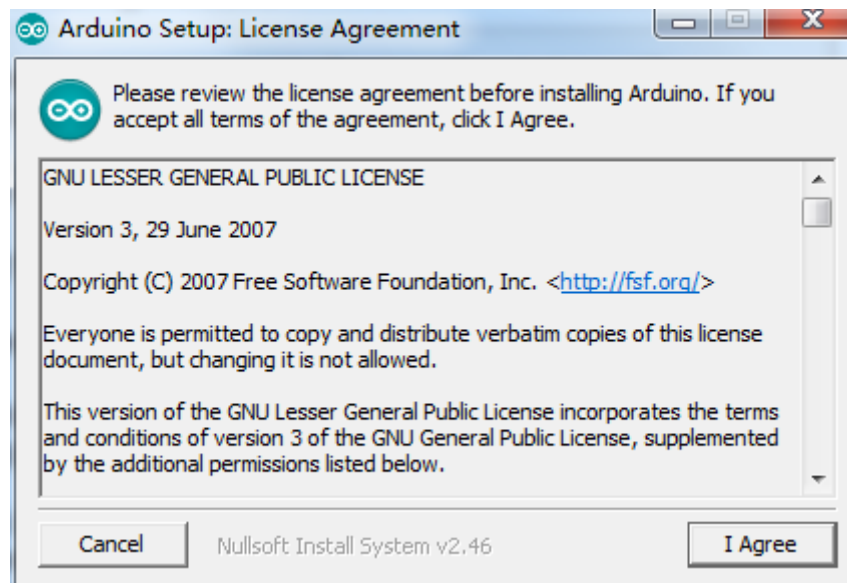 Arduino Setup: License Agreement
Please review the license agreement before installing Arduino. If you
accept all terms of the agreement, click I Agree.
GNU LESSER GENERAL PUBLIC LICENSE
Version 3, 29 June 2007
Copyright (C) 2007 Free Software Foundation, Inc. <http://fsf.org/>
Everyone is permitted to copy and distribute verbatim copies of this license
document, but changing it is not allowed.
This version of the GNU Lesser General Public License incorporates the terms
and conditions of version 3 of the GNU General Public License, supplemented
by the additional permissions listed below.
Cancel
Nullsoft Install System v2.46
I Agree